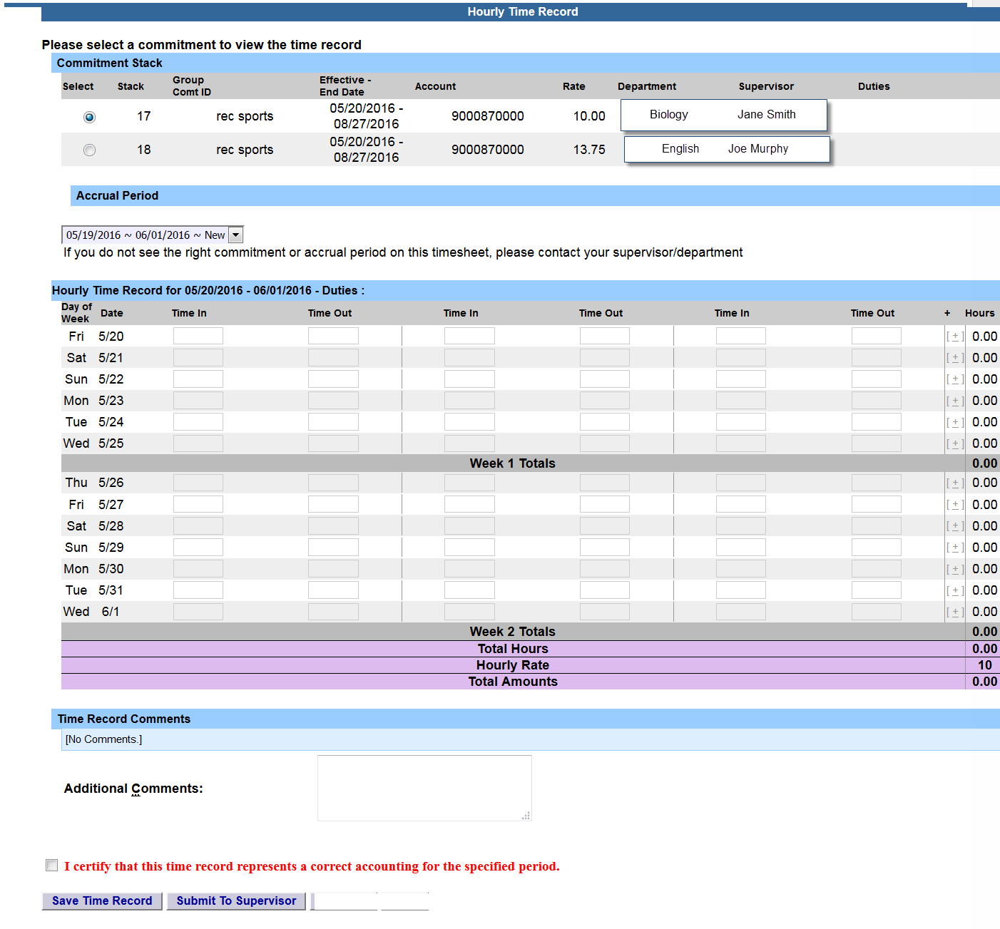 Hourly Time Record
Please select a commitment to view the time record
Commitment Stack
Select Stack Group Comt ID Effective - End Date Account Rate Department Supervisor Duties
17 rec sports 05/20/2016 - 08/27/2016 9000870000 10.00 Biology Jane Smith
18 rec sports 05/20/2016 - 08/27/2016 9000870000 13.75 English Joe Murphy
Accrual Period
05/19/2016 ~ 06/01/2016 ~ New
If you do not see the right commitment or accrual period on this timesheet, please contact your supervisor/department
Hourly Time Record for 05/20/2016 - 06/01/2016 - Duties :
Day of Week Date Time In Time Out Time In Time Out Time In Time Out + Hours
Fri 5/20 [ + ] 0.00
Sat 5/21 [ + ] 0.00
Sun 5/22 [ + ] 0.00
Mon 5/23 [ + ] 0.00
Tue 5/24 [ + ] 0.00
Wed 5/25 [ + ] 0.00
Week 1 Totals 0.00
Thu 5/26 [ + ] 0.00
Fri 5/27 [ + ] 0.00
Sat 5/28 [ + ] 0.00
Sun 5/29 [ + ] 0.00
Mon 5/30 [ + ] 0.00
Tue 5/31 [ + ] 0.00
Wed 6/1 [ + ] 0.00
Week 2 Totals 0.00
Total Hours 0.00
Hourly Rate 10
Total Amounts 0.00
Time Record Comments
[No Comments.]
Additional Comments:
I certify that this time record represents a correct accounting for the specified period.
Save Time Record Submit To Supervisor